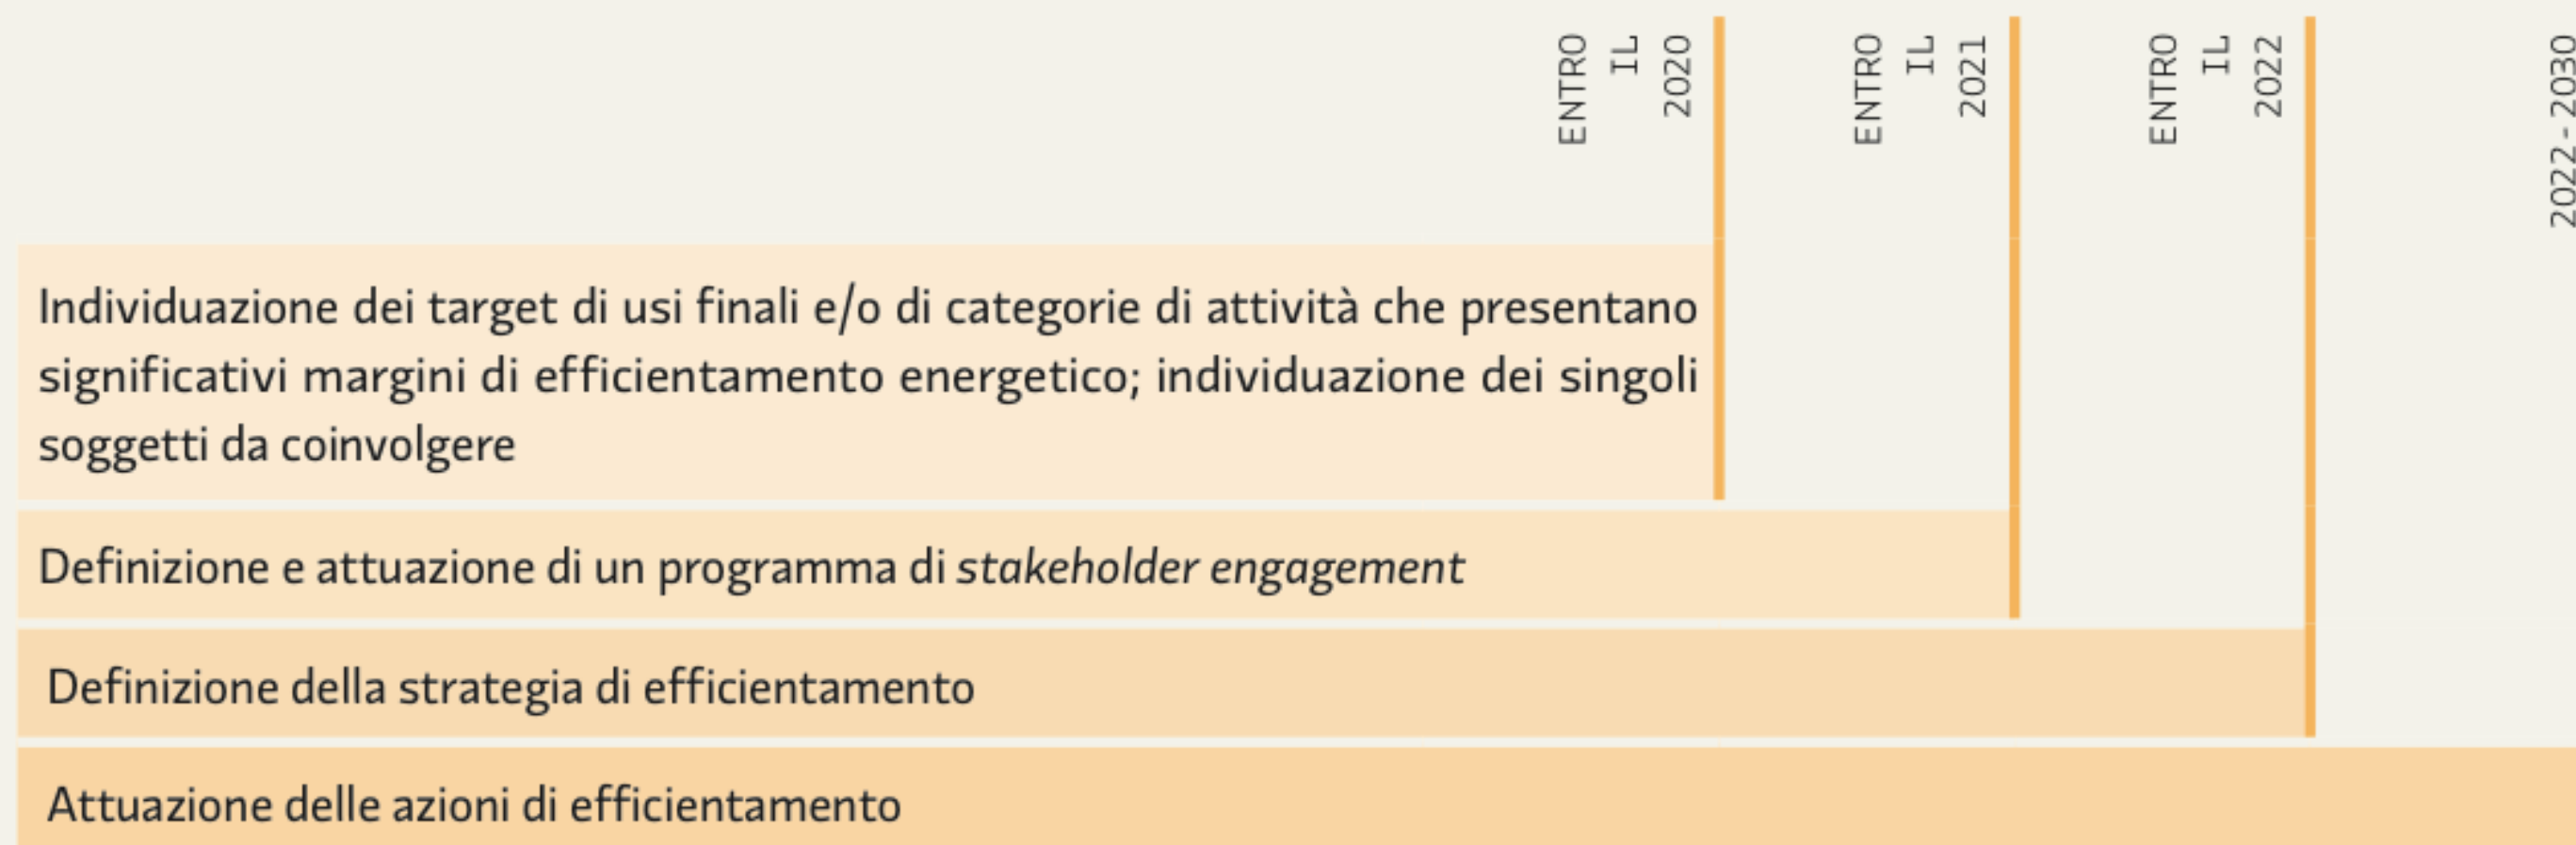 ENTRO
IL
2020
ENTRO
IL
2021
ENTRO
IL
2022
2022 - 2030
Individuazione dei target di usi finali e/o di categorie di attività che presentano
significativi margini di efficientamento energetico; individuazione dei singoli
soggetti da coinvolgere
Definizione e attuazione di un programma di stakeholder engagement
Definizione della strategia di efficientamento
Attuazione delle azioni di efficientamento